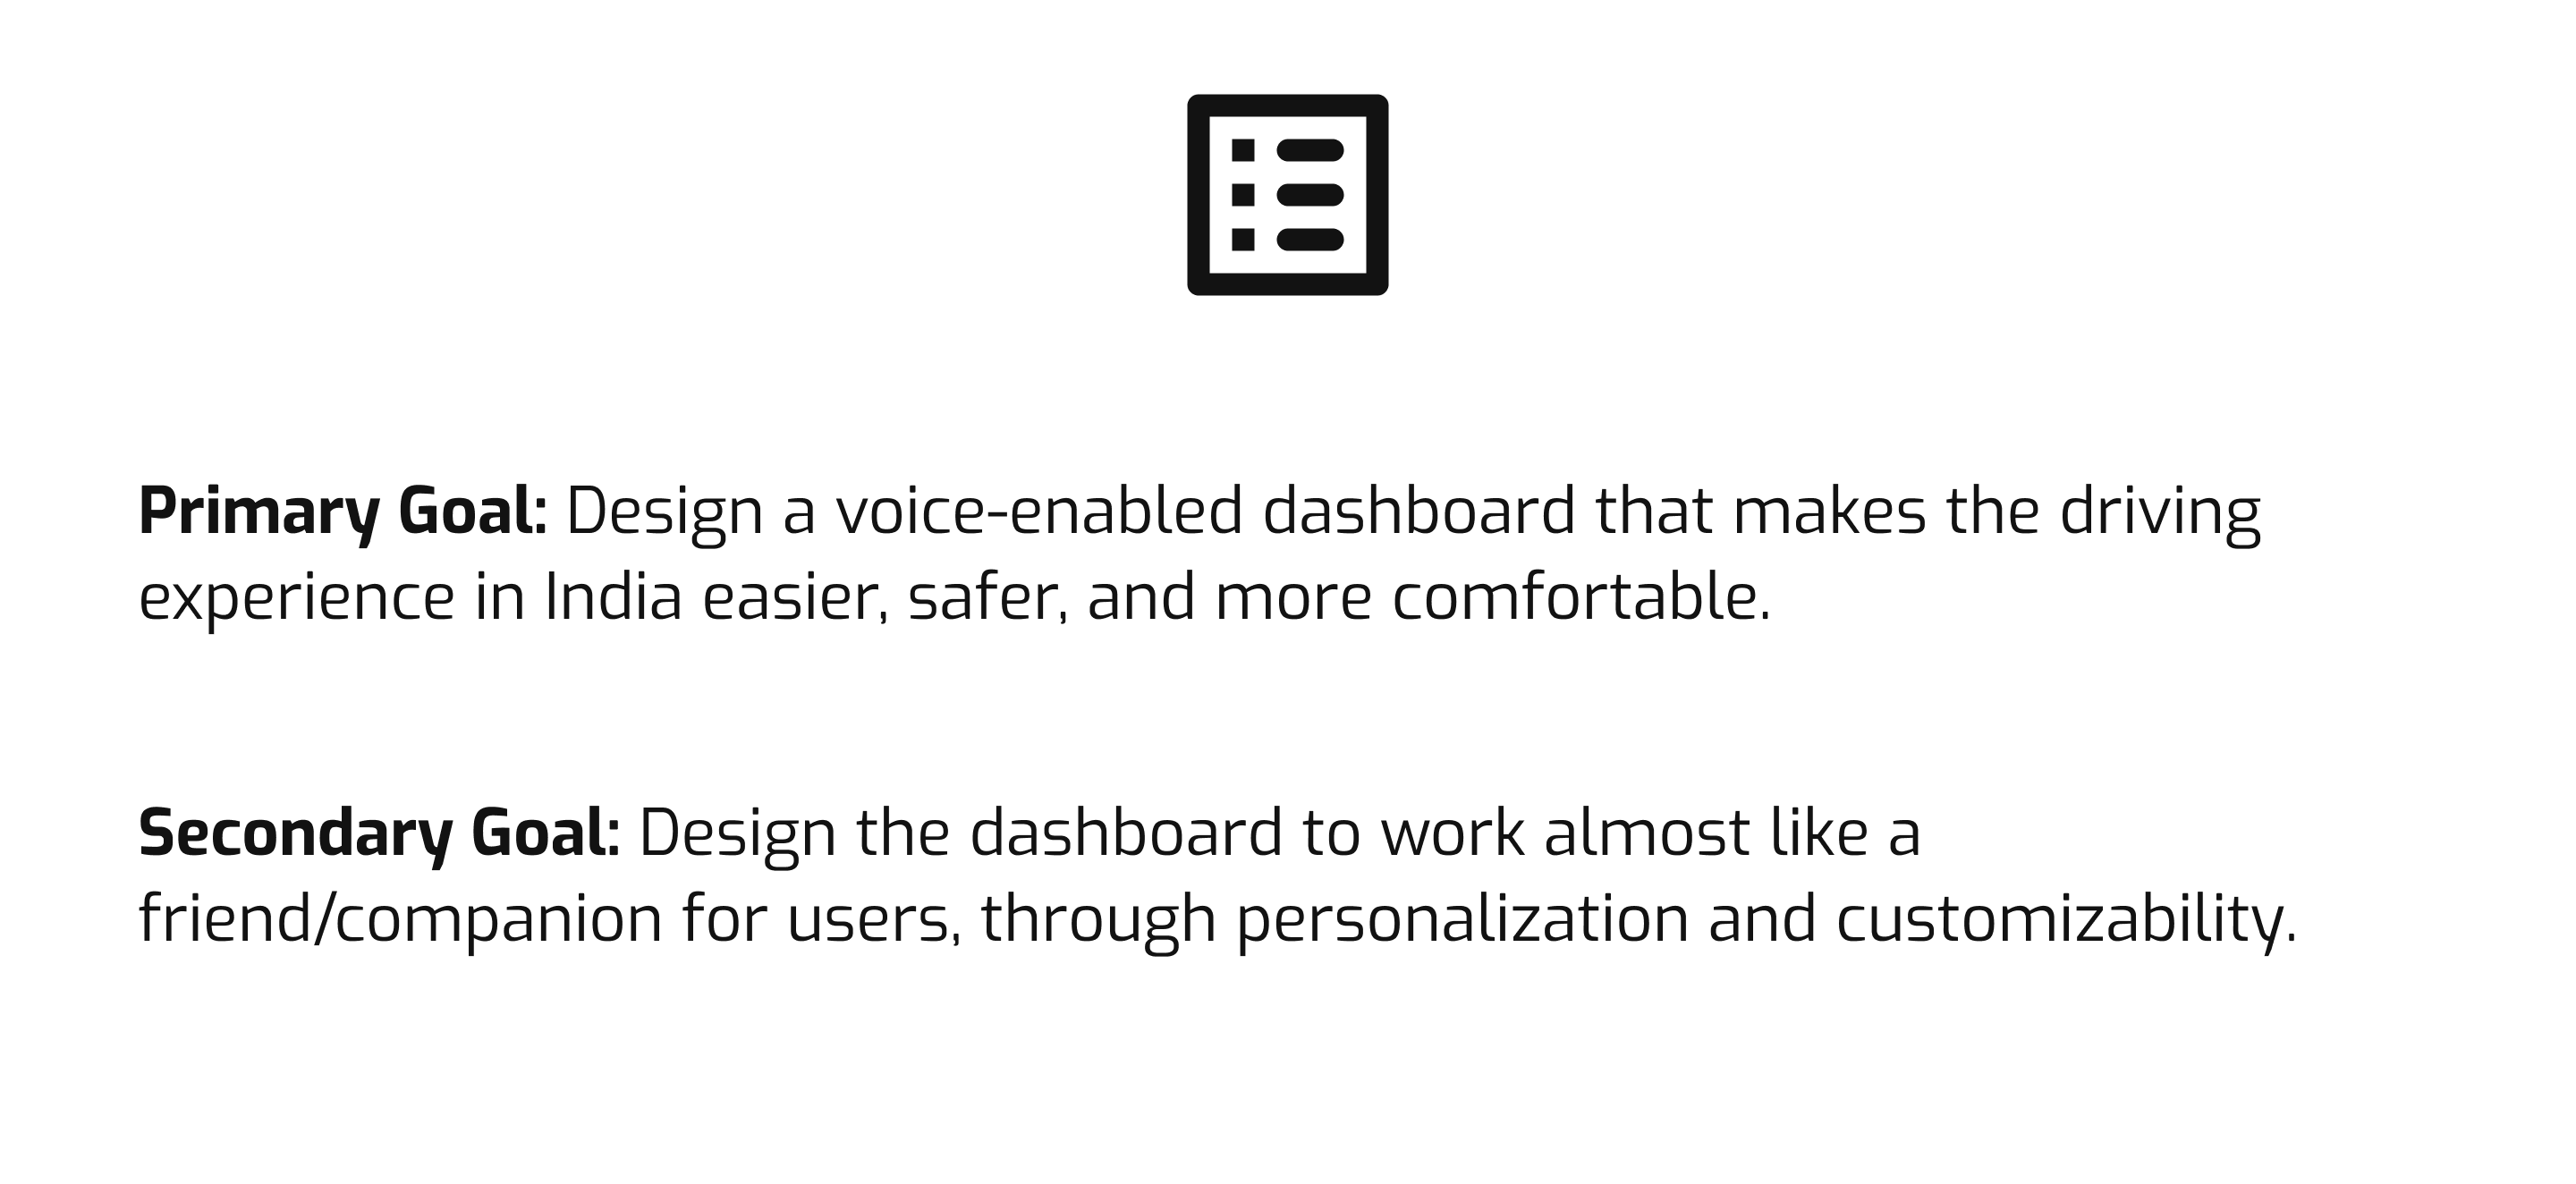 Primary Goal: Design a voice-enabled dashboard that makes the driving
experience in India easier, safer, and more comfortable.
Secondary Goal: Design the dashboard to work almost like a
friend/companion for users, through personalization and customizability.